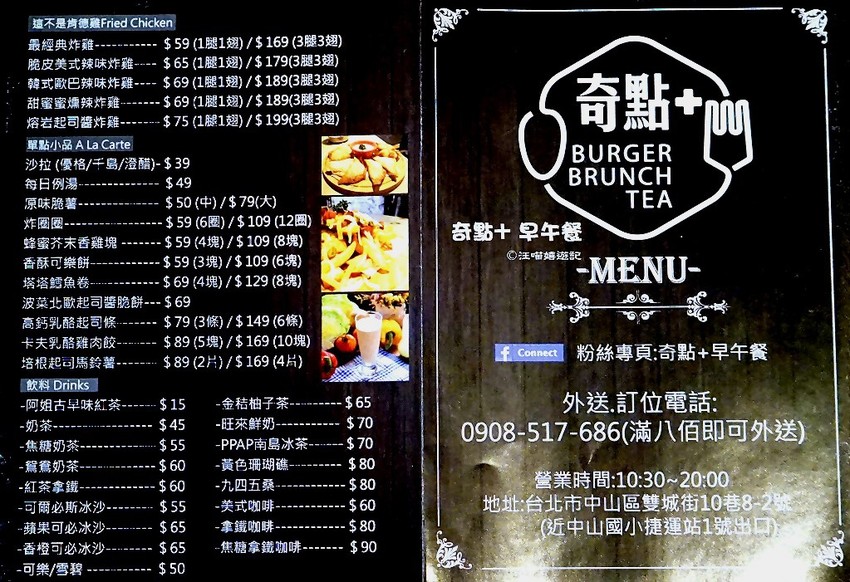 這不是肯德雞Fried Chicken
最經典炸雞----------- $ 59 (1腿1翅) / $ 169 (3腿3翅)
脆皮美式辣味炸雞---- $ 65 (1腿1翅) / $ 179(3腿3翅)
韓式歐巴辣味炸雞---- $ 69 (1腿1翅) / $ 189(3腿3翅)
甜蜜蜜燻辣炸雞------- $ 69 (1腿1翅) / $ 189(3腿3翅)
熔岩起司醬炸雞------- $ 75 (1腿1翅) / $ 199(3腿3翅)
單點小品 A La Carte
沙拉 (優格/千島/澄醋)- $ 39
每日例湯-------------- $ 49
原味脆薯-------------- $ 50 (中) / $ 79(大)
炸圈圈---------------- $ 59 (6圈) / $ 109 (12圈)
蜂蜜芥末香雞塊------- $ 59 (4塊) / $ 109 (8塊)
香酥可樂餅----------- $ 59 (3塊) / $ 109 (6塊)
塔塔鱈魚卷----------- $ 69 (4塊) / $ 129 (8塊)
波菜北歐起司醬脆餅--- $ 69
高鈣乳酪起司條------- $ 79 (3條) / $ 149 (6條)
卡夫乳酪雞肉餃------- $ 89 (5塊) / $ 169 (10塊)
培根起司馬鈴薯------- $ 89 (2片) / $ 169 (4片)
飲料 Drinks
-阿姐古早味紅茶------ $ 15
-奶茶----------------- $ 45
-焦糖奶茶------------ $ 55
-鴛鴦奶茶------------ $ 60
-紅茶拿鐵------------ $ 60
-可爾必斯冰沙-------- $ 55
-蘋果可必冰沙-------- $ 65
-香橙可必冰沙-------- $ 65
-可樂/雪碧 ---------- $ 50
-金桔柚子茶--------- $ 65
-旺來鮮奶----------- $ 70
-PPAP南島冰茶------ $ 70
-黃色珊瑚礁--------- $ 80
-九四五桑----------- $ 80
-美式咖啡----------- $ 60
-拿鐵咖啡----------- $ 80
-焦糖拿鐵咖啡------- $ 90
奇點+
BURGER
BRUNCH
TEA
奇點+ 早午餐
©汪喵嬉遊記
-MENU-
f Connect 粉絲專頁:奇點+早午餐
外送.訂位電話:
0908-517-686(滿八佰即可外送)
營業時間:10:30~20:00
地址:台北市中山區雙城街10巷8-2號
(近中山國小捷運站1號出口)